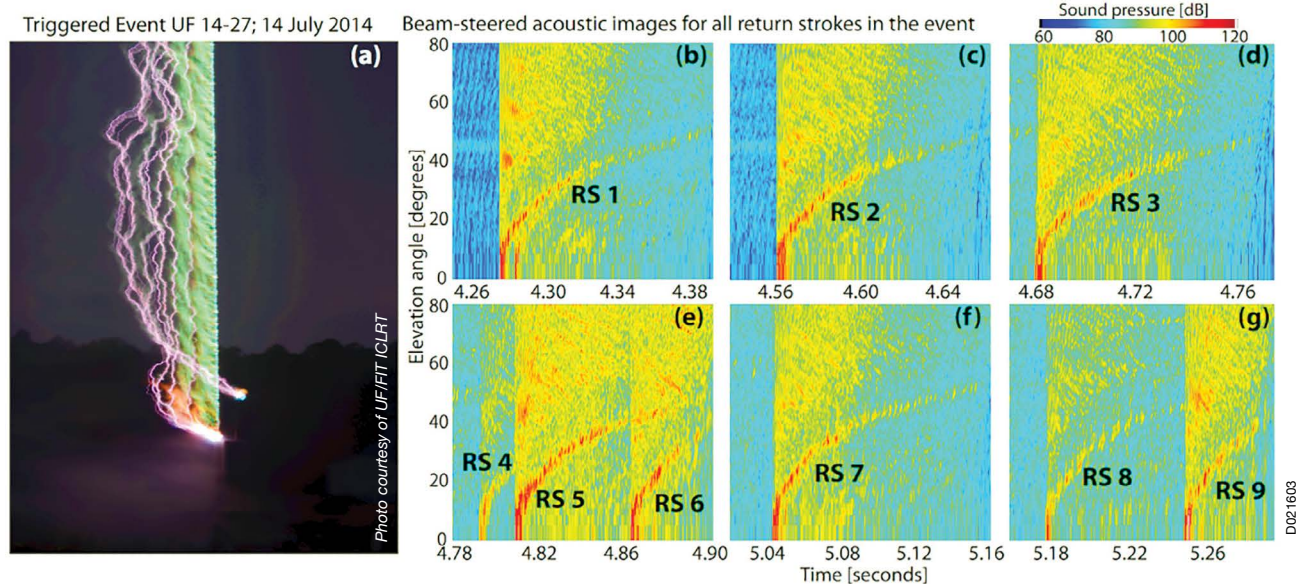 Triggered Event UF 14-27; 14 July 2014
Beam-steered acoustic images for all return strokes in the event
Sound pressure [dB]
60 80 100 120
(a)
Photo courtesy of UF/FIT ICLRT
Elevation angle [degrees]
80
60
40
20
0
(b)
RS 1
4.26 4.30 4.34 4.38
(c)
RS 2
4.56 4.60 4.64
(d)
RS 3
4.68 4.72 4.76
80
60
40
20
0
(e)
RS 4
RS 5
RS 6
4.78 4.82 4.86 4.90
(f)
RS 7
5.04 5.08 5.12 5.16
(g)
RS 8
RS 9
5.18 5.22 5.26
Time [seconds]
D021603